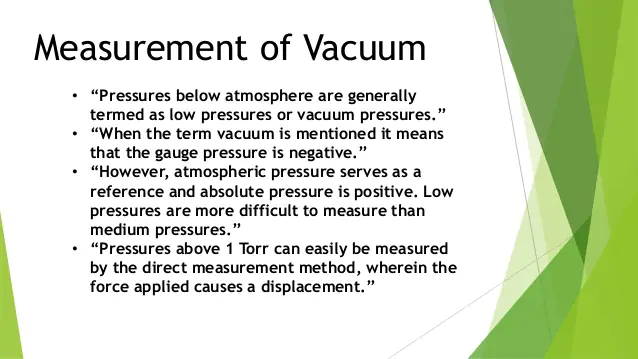 Measurement of Vacuum
• “Pressures below atmosphere are generally
termed as low pressures or vacuum pressures.”
• “When the term vacuum is mentioned it means
that the gauge pressure is negative.”
• “However, atmospheric pressure serves as a
reference and absolute pressure is positive. Low
pressures are more difficult to measure than
medium pressures.”
• “Pressures above 1 Torr can easily be measured
by the direct measurement method, wherein the
force applied causes a displacement.”